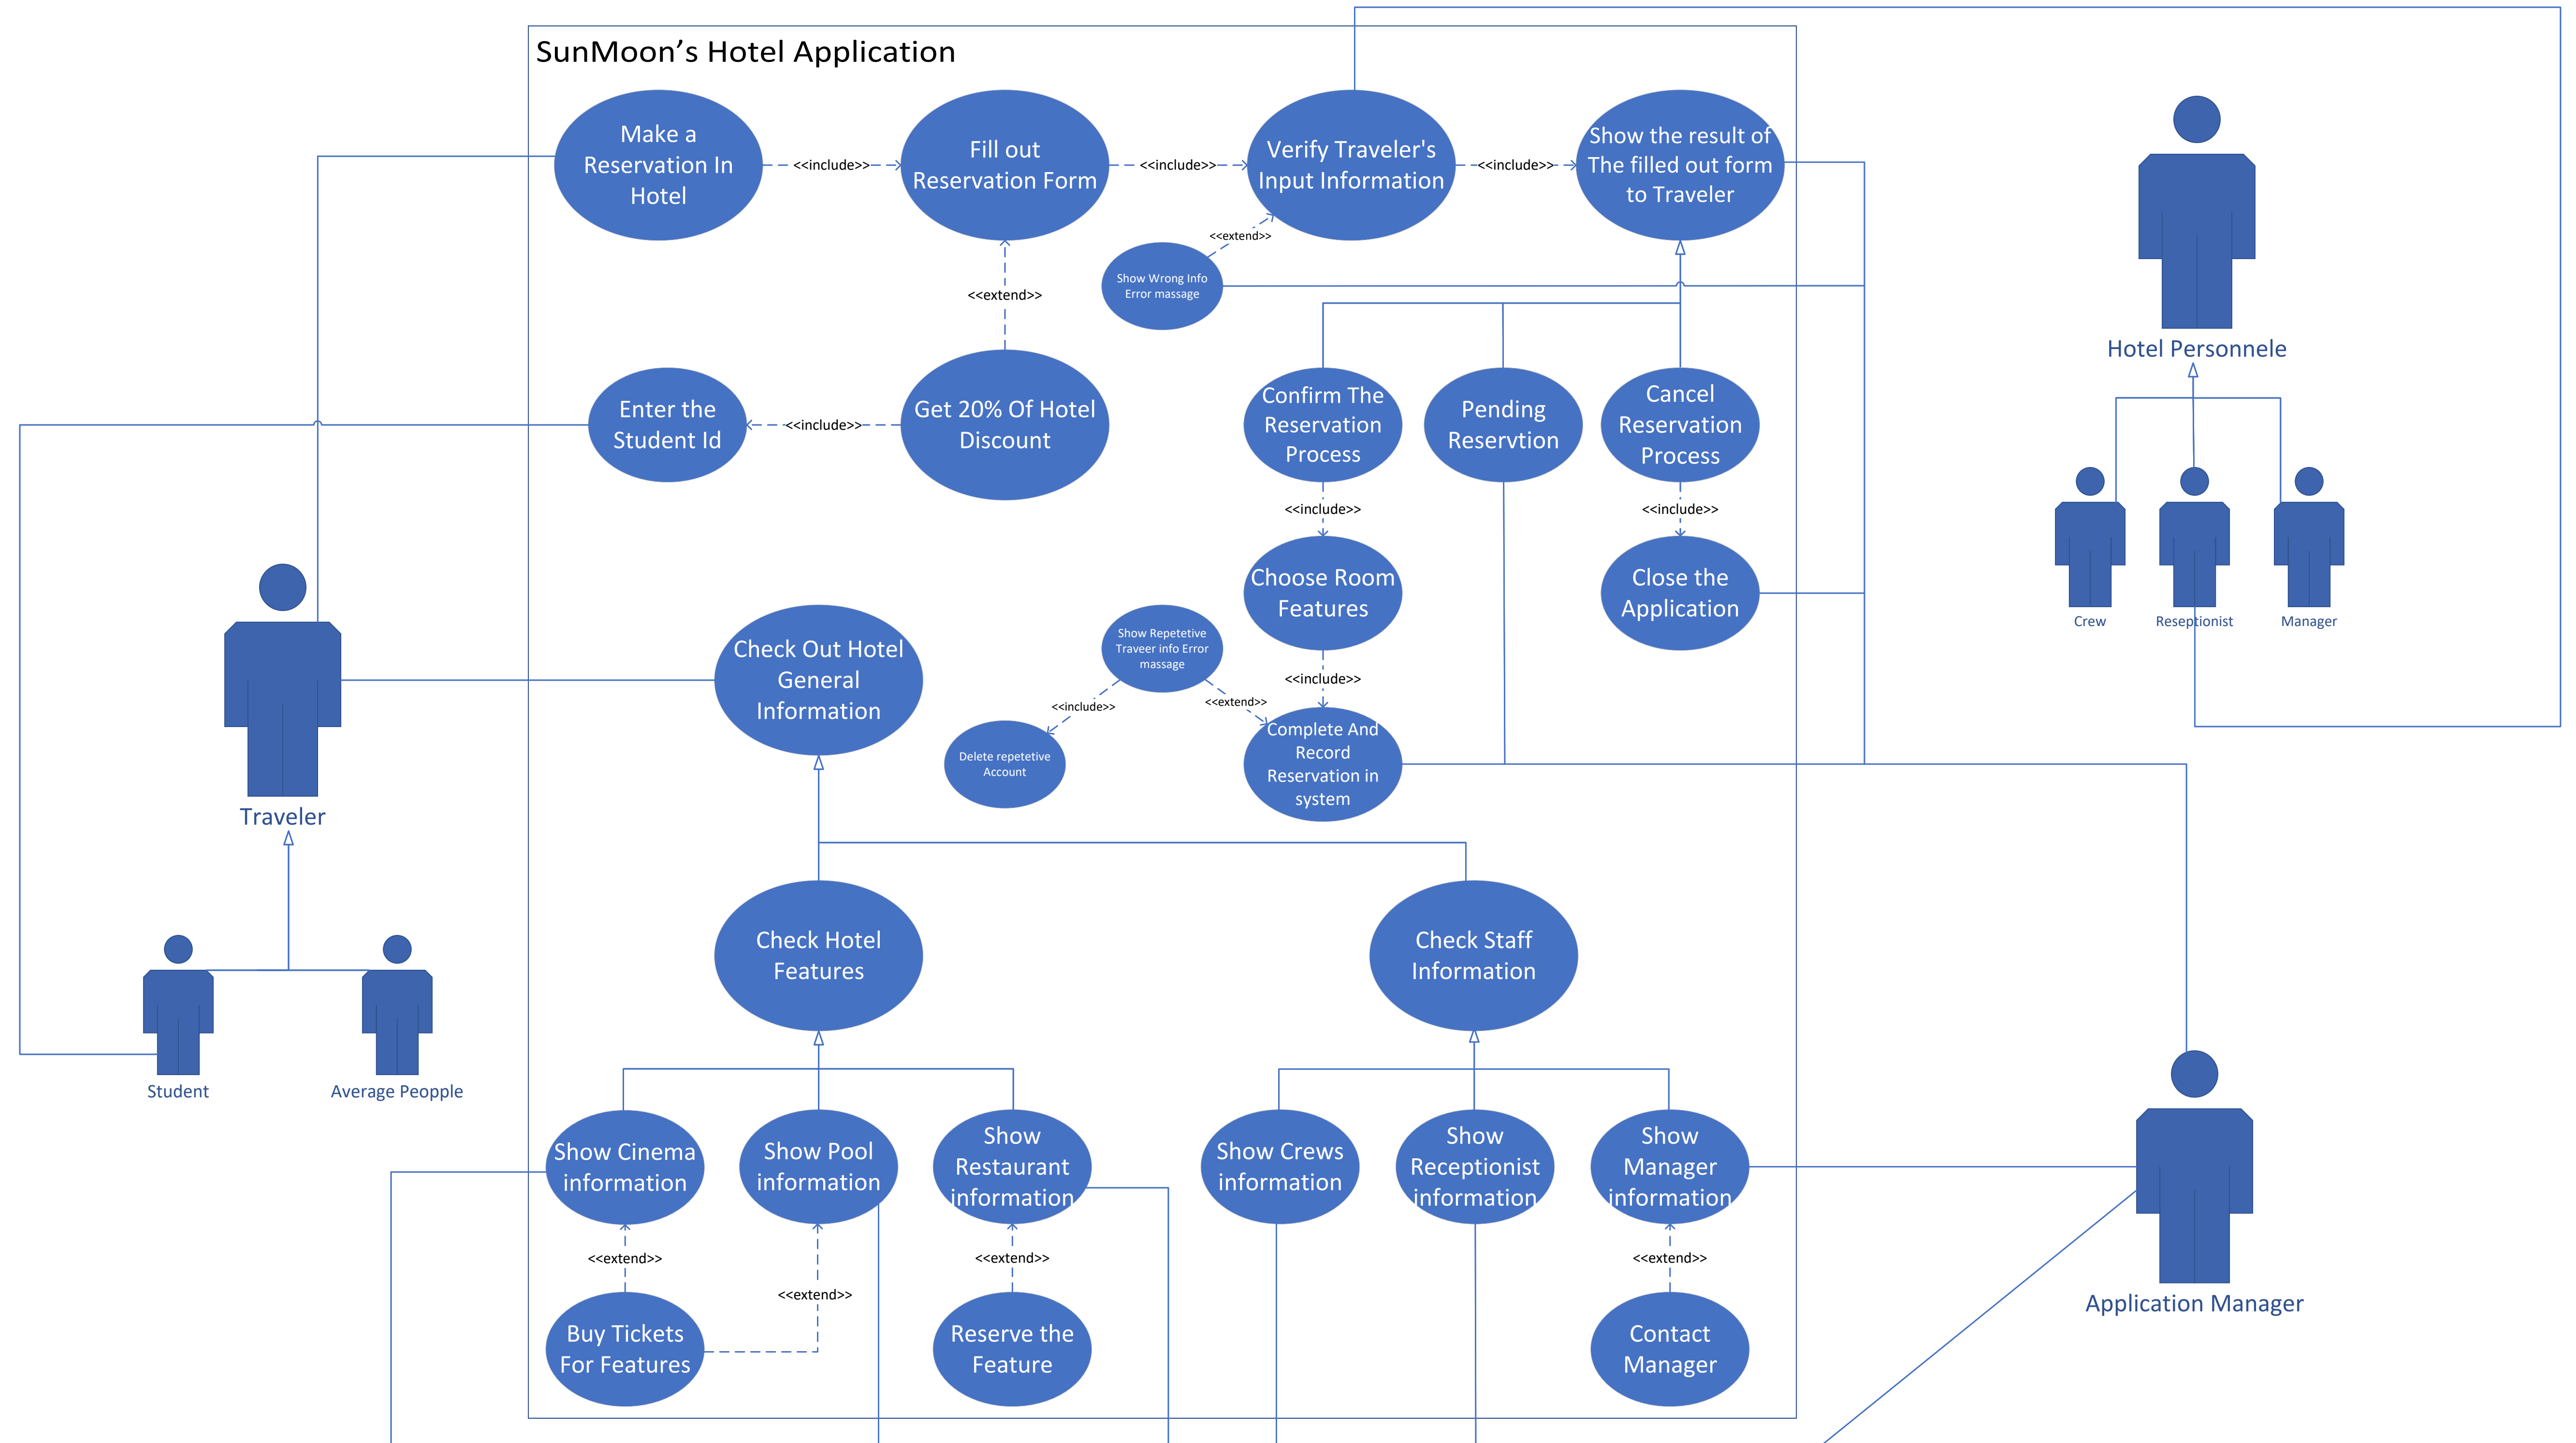 SunMoon's Hotel Application
Make a
Reservation In
Hotel
<<include>>
Fill out
Reservation Form
<<include>>
Verify Traveler's
Input Information
<<include>>
Show the result of
The filled out form
to Traveler
<<extend>>
Show Wrong Info
Error massage
<<extend>>
Hotel Personnele
Enter the
Student Id
<<include>>
Get 20% Of Hotel
Discount
Confirm The
Reservation
Process
Pending
Reservtion
Cancel
Reservation
Process
<<include>>
<<include>>
Choose Room
Features
Close the
Application
Crew
Reseptionist
Manager
Check Out Hotel
General
Information
Show Repetetive
Traveer info Error
massage
<<include>>
<<include>>
<<extend>>
Delete repetetive
Account
Complete And
Record
Reservation in
system
Traveler
Check Hotel
Features
Check Staff
Information
Student
Average Peopple
Show Cinema
information
Show Pool
information
Show
Restaurant
information
Show Crews
information
Show
Receptionist
information
Show
Manager
information
<<extend>>
<<extend>>
<<extend>>
<<extend>>
Application Manager
Buy Tickets
For Features
Reserve the
Feature
Contact
Manager